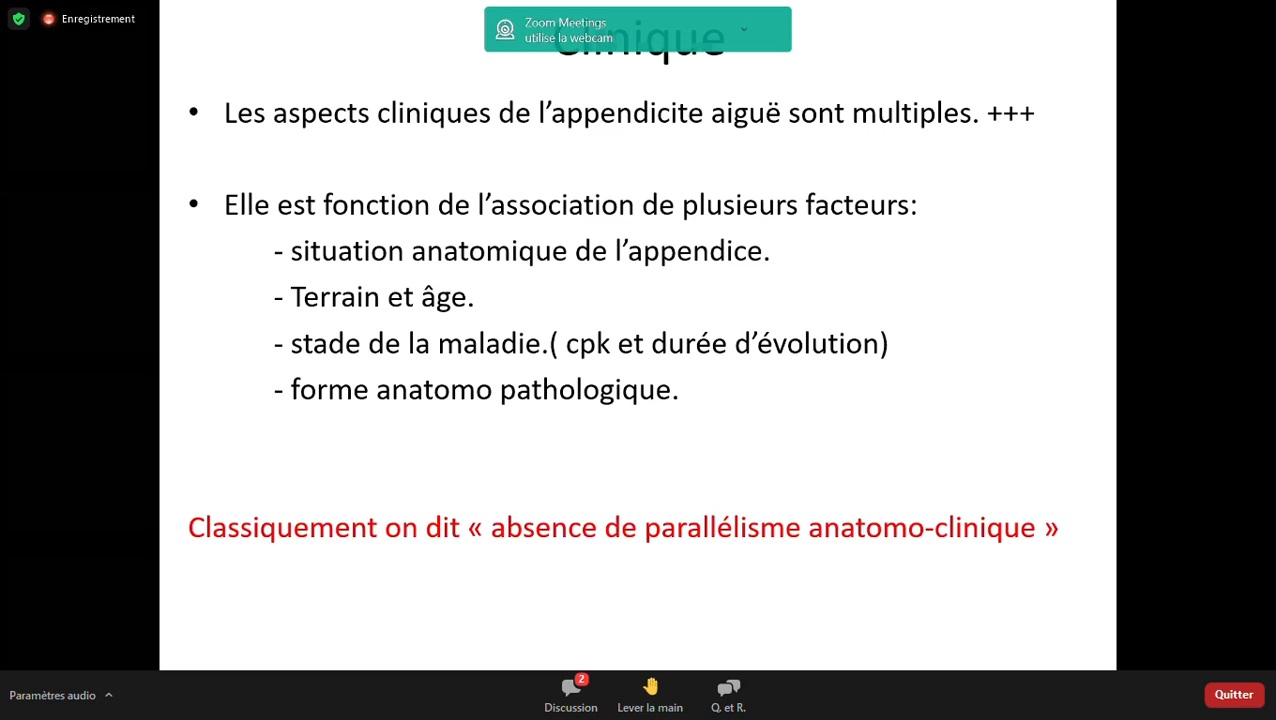 Enregistrement
Zoom Meetings
utilise la webcam
Clinique
• Les aspects cliniques de l’appendicite aiguë sont multiples. +++
• Elle est fonction de l’association de plusieurs facteurs:
- situation anatomique de l’appendice.
- Terrain et âge.
- stade de la maladie.( cpk et durée d’évolution)
- forme anatomo pathologique.
Classiquement on dit « absence de parallélisme anatomo-clinique »
Paramètres audio
2
Discussion
Lever la main
Q. et R.
Quitter